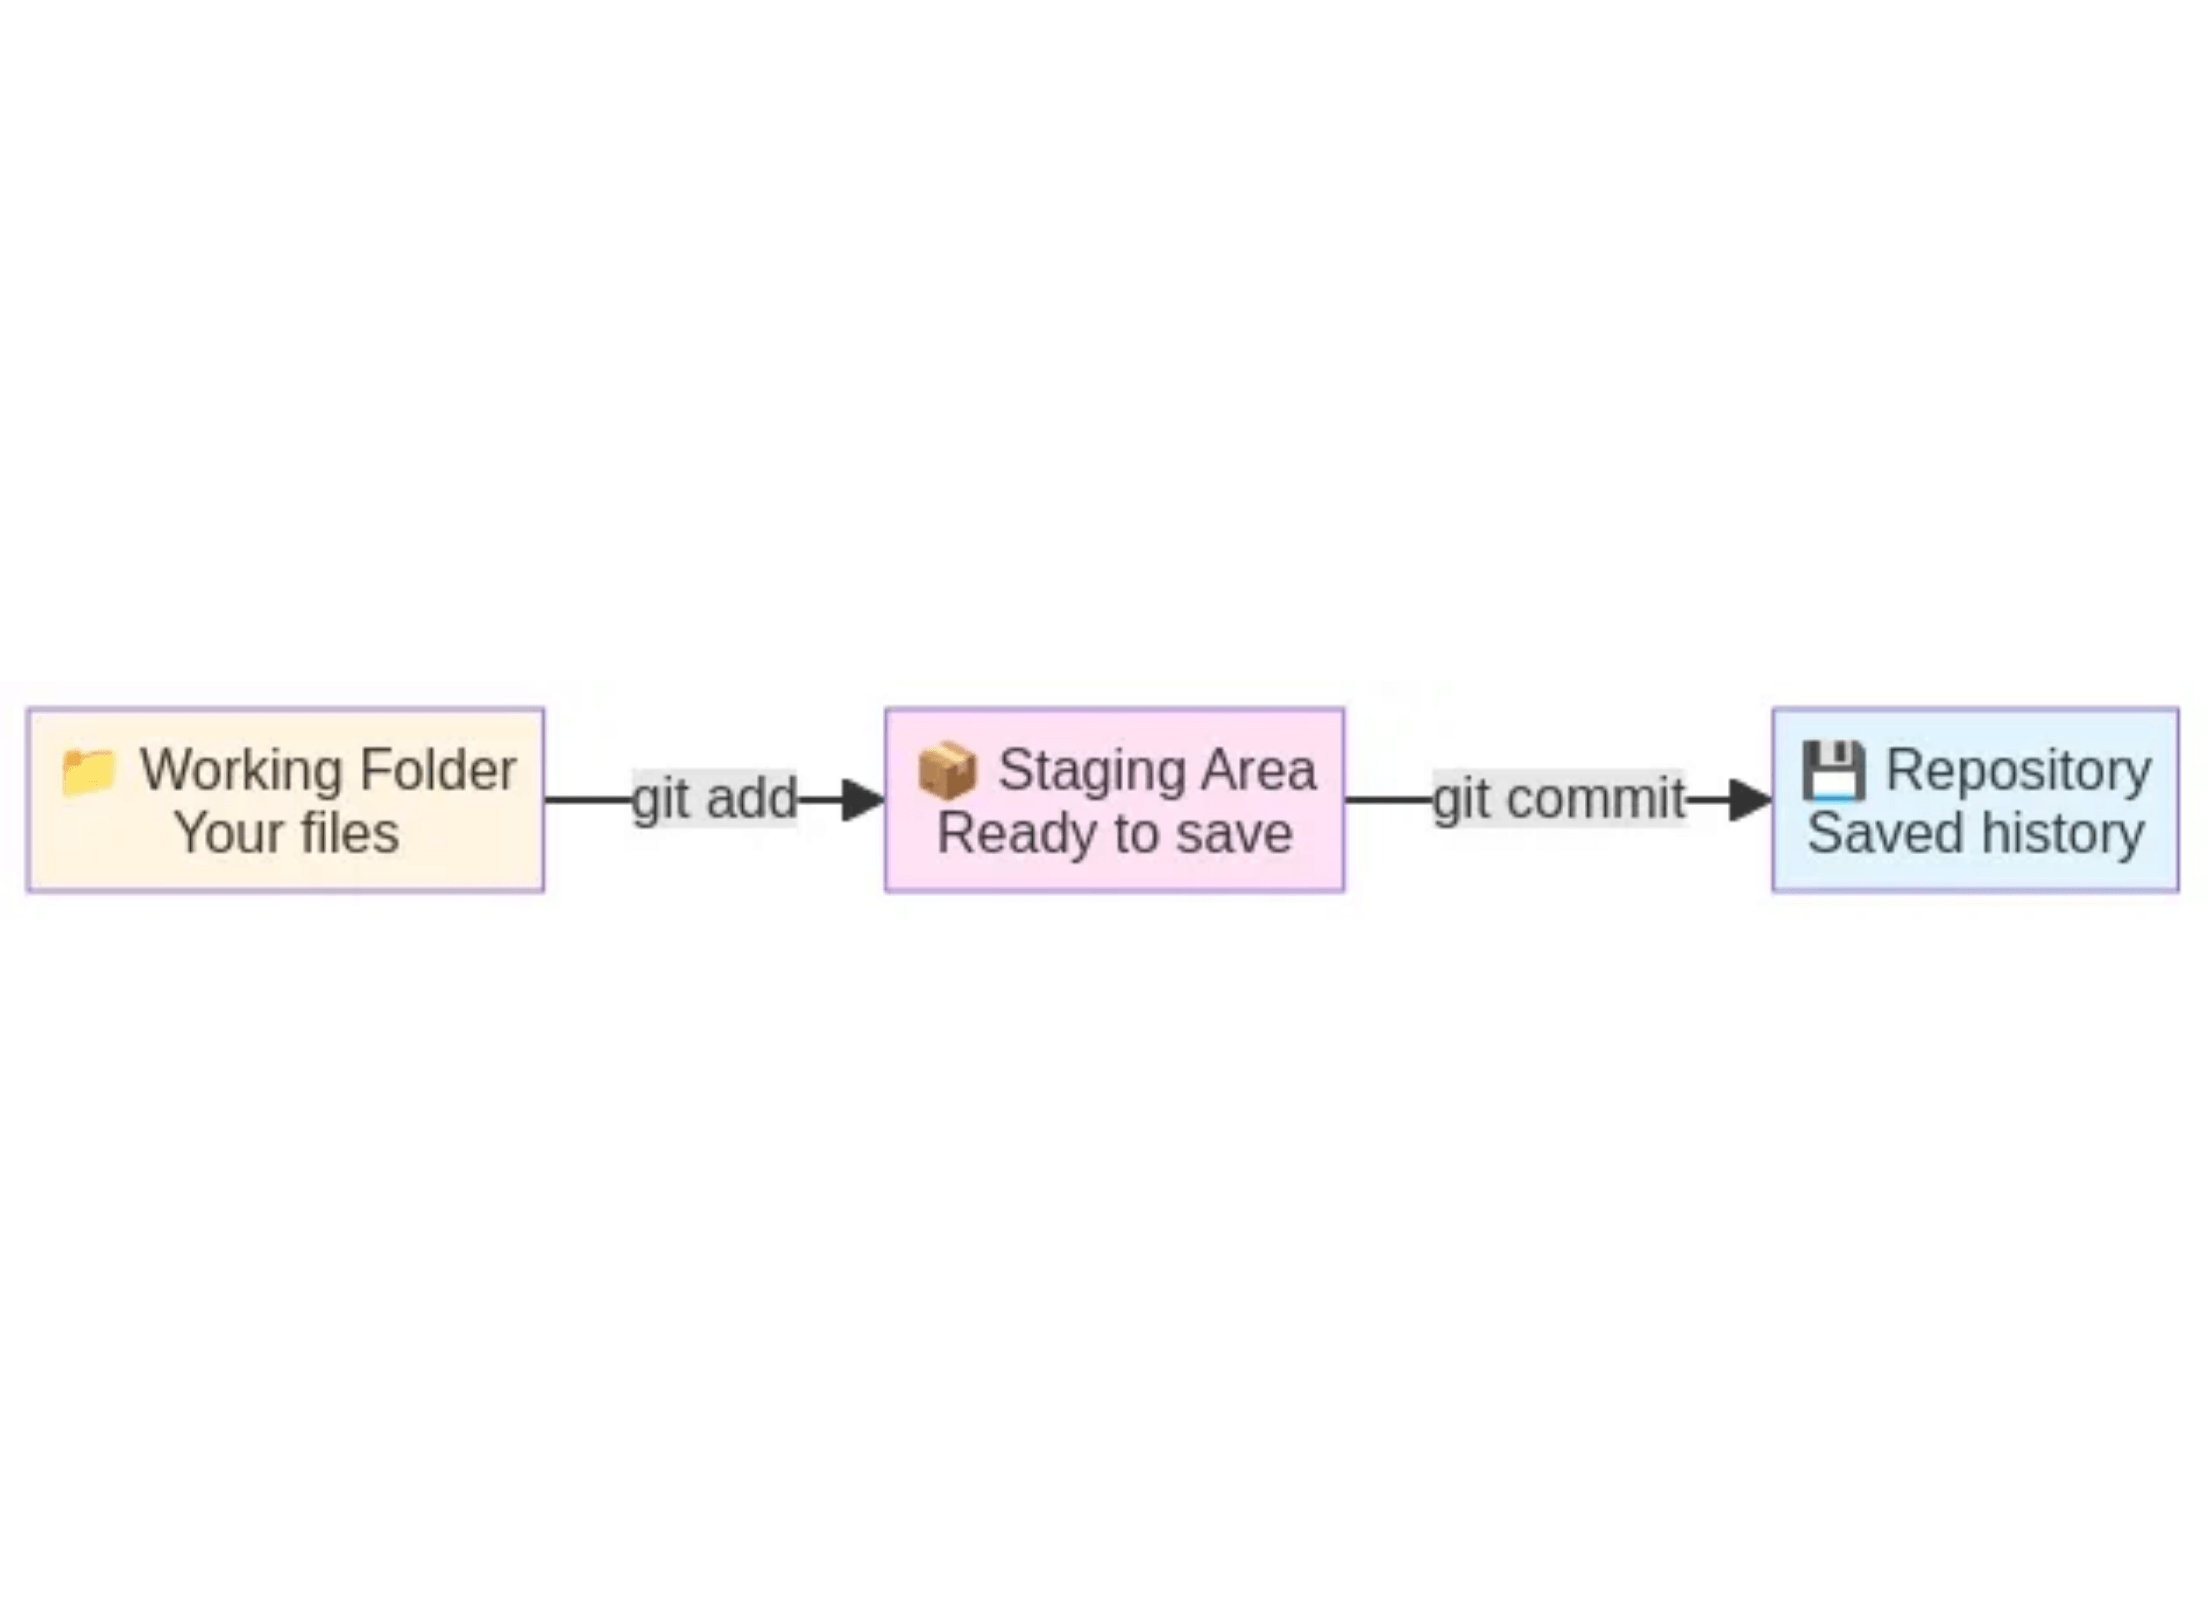 📁 Working Folder
Your files
git add
📦 Staging Area
Ready to save
git commit
💾 Repository
Saved history